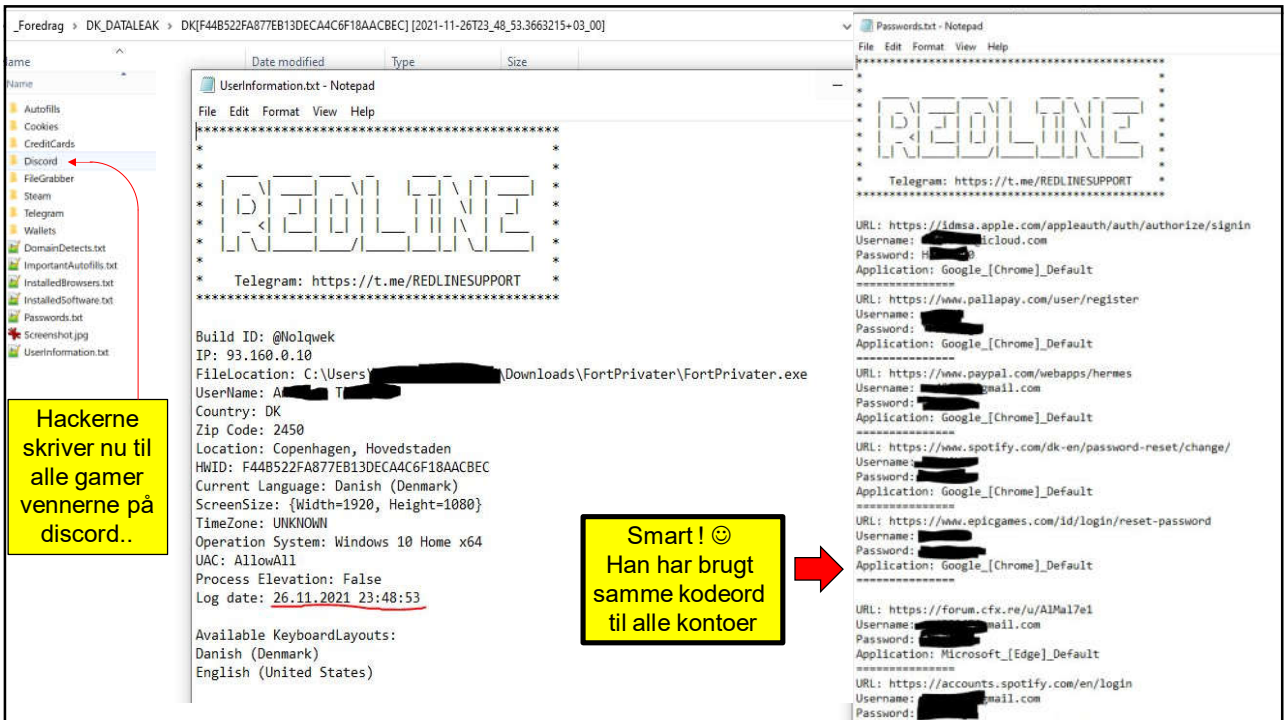 _Foredrag > DK_DATALEAK > DK[F44B522FA877EB13DECA4C6F18AACBEC] [2021-11-26T23_48_53.3663215+03_00]
ame Date modified Type Size
Name
Autofills
Cookies
CreditCards
Discord
FileGrabber
Steam
Telegram
Wallets
DomainDetects.txt
ImportantAutofills.txt
InstalledBrowsers.txt
InstalledSoftware.txt
Passwords.txt
Screenshot.jpg
UserInformation.txt
Hackerne
skriver nu til
alle gamer
vennerne på
discord..
UserInformation.txt - Notepad
File Edit Format View Help
REDLINE
* Telegram: https://t.me/REDLINESUPPORT *
Build ID: @Nolqwek
IP: 93.160.0.10
FileLocation: C:\Users\ \Downloads\FortPrivater\FortPrivater.exe
UserName: A T
Country: DK
Zip Code: 2450
Location: Copenhagen, Hovedstaden
HWID: F44B522FA877EB13DECA4C6F18AACBEC
Current Language: Danish (Denmark)
ScreenSize: {Width=1920, Height=1080}
TimeZone: UNKNOWN
Operation System: Windows 10 Home x64
UAC: AllowAll
Process Elevation: False
Log date: 26.11.2021 23:48:53
Available KeyboardLayouts:
Danish (Denmark)
English (United States)
Smart ! ☺
Han har brugt
samme kodeord
til alle kontoer
Passwords.txt - Notepad
File Edit Format View Help
REDLINE
* Telegram: https://t.me/REDLINESUPPORT *
URL: https://idmsa.apple.com/appleauth/auth/authorize/signin
Username: icloud.com
Password: H 0
Application: Google_[Chrome]_Default
===============
URL: https://www.pallapay.com/user/register
Username:
Password:
Application: Google_[Chrome]_Default
===============
URL: https://www.paypal.com/webapps/hermes
Username: gmail.com
Password:
Application: Google_[Chrome]_Default
===============
URL: https://www.spotify.com/dk-en/password-reset/change/
Username:
Password:
Application: Google_[Chrome]_Default
===============
URL: https://www.epicgames.com/id/login/reset-password
Username:
Password:
Application: Google_[Chrome]_Default
===============
URL: https://forum.cfx.re/u/AlMal7e1
Username: mail.com
Password:
Application: Microsoft_[Edge]_Default
===============
URL: https://accounts.spotify.com/en/login
Username: mail.com
Password: